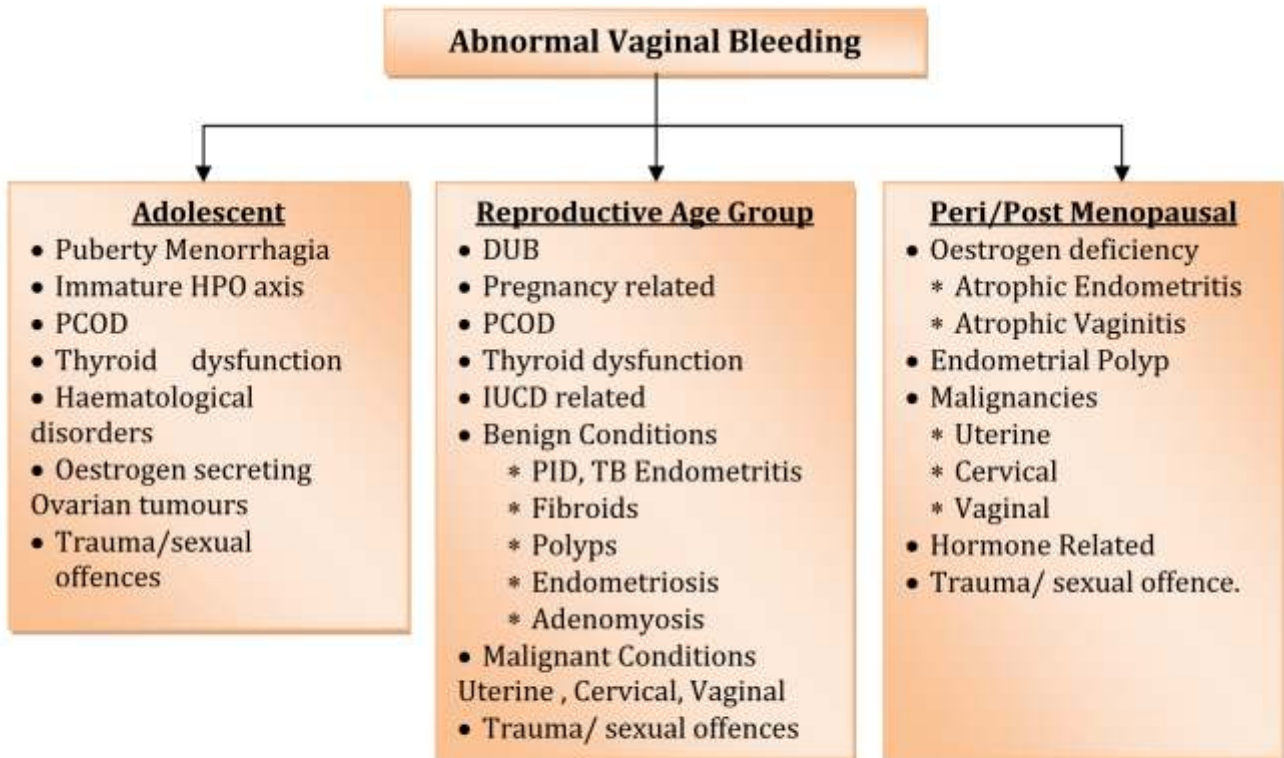 Abnormal Vaginal Bleeding
Adolescent
• Puberty Menorrhagia
• Immature HPO axis
• PCOD
• Thyroid dysfunction
• Haematological
disorders
• Oestrogen secreting
Ovarian tumours
• Trauma/sexual
offences
Reproductive Age Group
• DUB
• Pregnancy related
• PCOD
• Thyroid dysfunction
• IUCD related
• Benign Conditions
* PID, TB Endometritis
* Fibroids
* Polyps
* Endometriosis
* Adenomyosis
• Malignant Conditions
Uterine , Cervical, Vaginal
• Trauma/ sexual offences
Peri/Post Menopausal
• Oestrogen deficiency
* Atrophic Endometritis
* Atrophic Vaginitis
• Endometrial Polyp
• Malignancies
* Uterine
* Cervical
* Vaginal
• Hormone Related
• Trauma/ sexual offence.